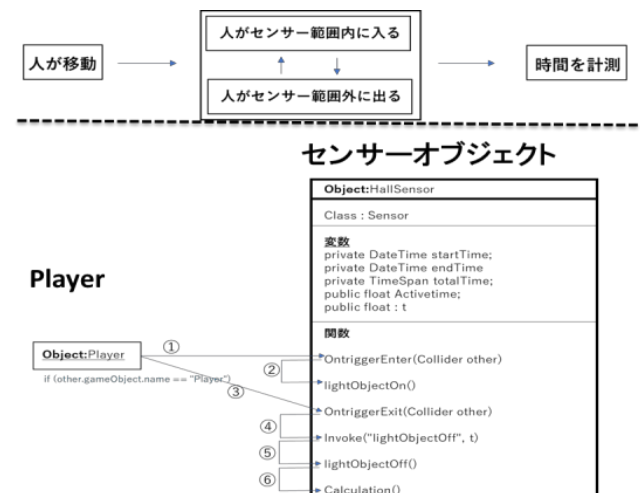 人がセンサー範囲内に入る
人が移動
時間を計測
人がセンサー範囲外に出る
センサーオブジェクト
Object:HallSensor
Class : Sensor
変数
private DateTime startTime;
private DateTime endTime
private TimeSpan totalTime;
public float Activetime;
public float : t
Player
関数
Object:Player
①
OntriggerEnter(Collider other)
if (other.gameObject.name == "Player")
②
lightObjectOn()
③
OntriggerExit(Collider other)
④
Invoke("lightObjectOff", t)
⑤
lightObjectOff()
⑥
Calculation()